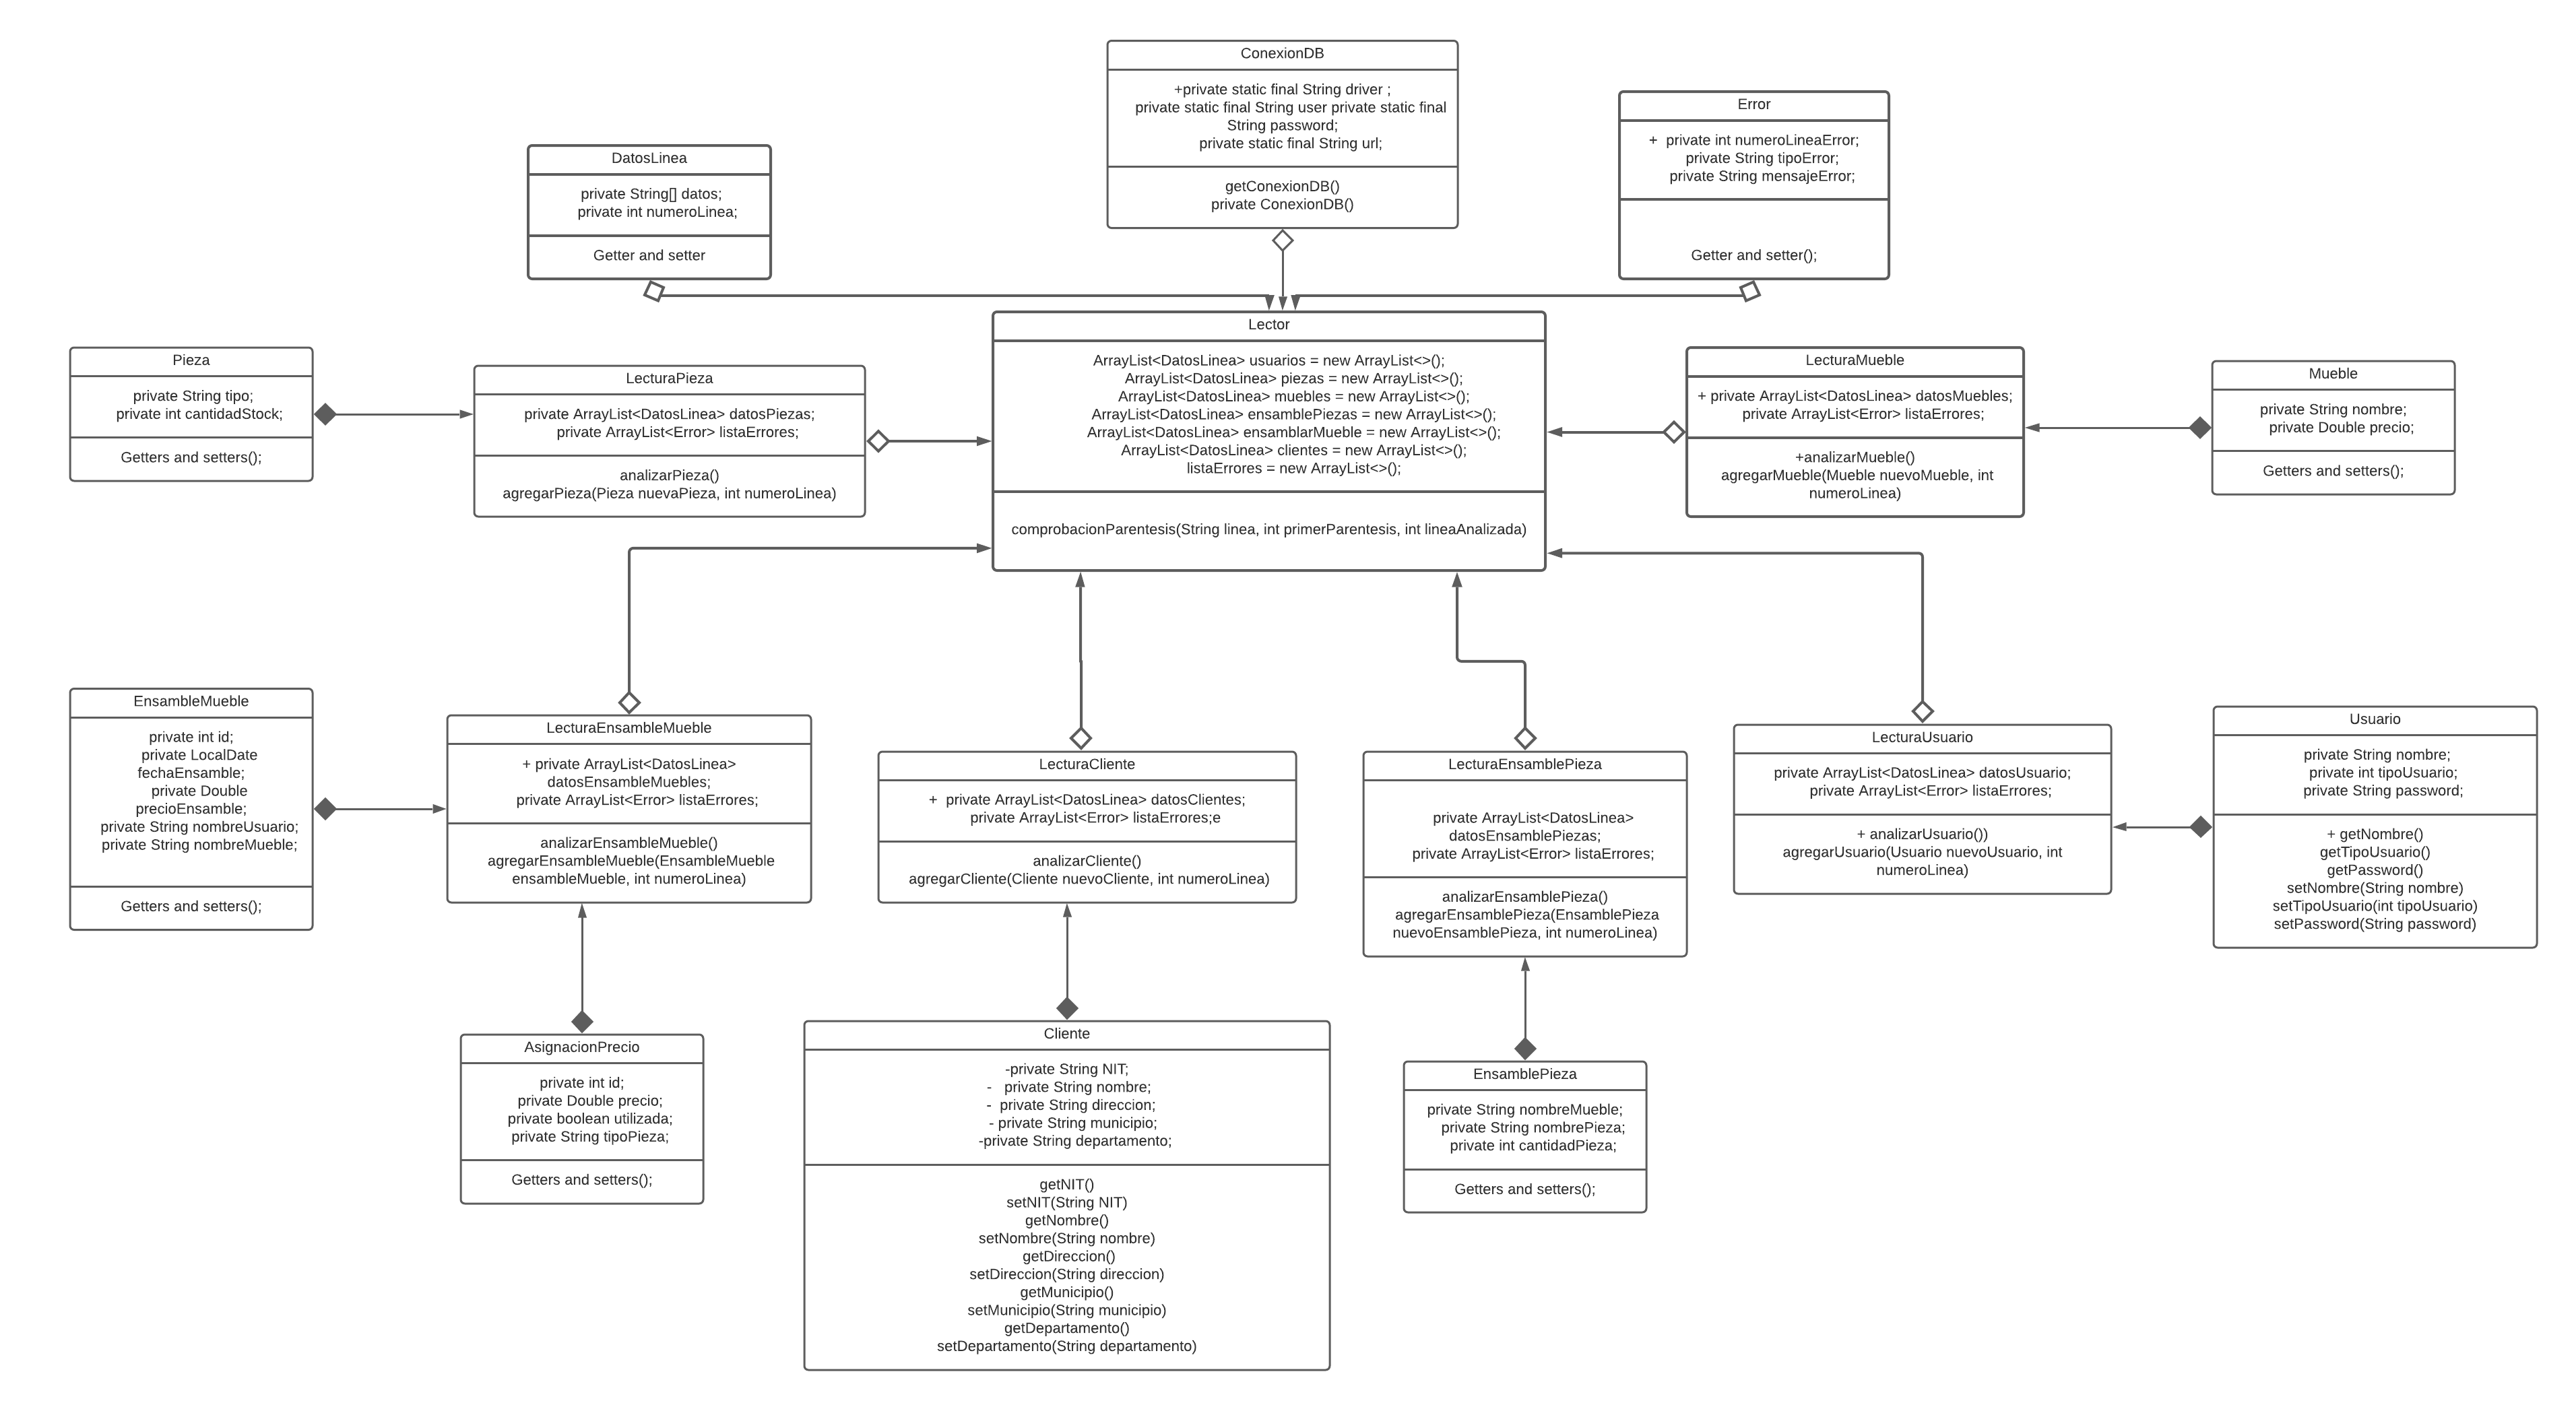 ConexionDB
+private static final String driver ;
private static final String user private static final
String password;
private static final String url;
getConexionDB()
private ConexionDB()
Error
+ private int numeroLineaError;
private String tipoError;
private String mensajeError;
Getter and setter();
DatosLinea
private String[] datos;
private int numeroLinea;
Getter and setter
Lector
ArrayList<DatosLinea> usuarios = new ArrayList<>();
ArrayList<DatosLinea> piezas = new ArrayList<>();
ArrayList<DatosLinea> muebles = new ArrayList<>();
ArrayList<DatosLinea> ensamblePiezas = new ArrayList<>();
ArrayList<DatosLinea> ensamblarMueble = new ArrayList<>();
ArrayList<DatosLinea> clientes = new ArrayList<>();
listaErrores = new ArrayList<>();
comprobacionParentesis(String linea, int primerParentesis, int lineaAnalizada)
Pieza
private String tipo;
private int cantidadStock;
Getters and setters();
LecturaPieza
private ArrayList<DatosLinea> datosPiezas;
private ArrayList<Error> listaErrores;
analizarPieza()
agregarPieza(Pieza nuevaPieza, int numeroLinea)
LecturaMueble
+ private ArrayList<DatosLinea> datosMuebles;
private ArrayList<Error> listaErrores;
+analizarMueble()
agregarMueble(Mueble nuevoMueble, int
numeroLinea)
Mueble
private String nombre;
private Double precio;
Getters and setters();
EnsambleMueble
private int id;
private LocalDate
fechaEnsamble;
private Double
precioEnsamble;
private String nombreUsuario;
private String nombreMueble;
Getters and setters();
LecturaEnsambleMueble
+ private ArrayList<DatosLinea>
datosEnsambleMuebles;
private ArrayList<Error> listaErrores;
analizarEnsambleMueble()
agregarEnsambleMueble(EnsambleMueble
ensambleMueble, int numeroLinea)
LecturaCliente
+ private ArrayList<DatosLinea> datosClientes;
private ArrayList<Error> listaErrores;e
analizarCliente()
agregarCliente(Cliente nuevoCliente, int numeroLinea)
LecturaEnsamblePieza
private ArrayList<DatosLinea>
datosEnsamblePiezas;
private ArrayList<Error> listaErrores;
analizarEnsamblePieza()
agregarEnsamblePieza(EnsamblePieza
nuevoEnsamblePieza, int numeroLinea)
LecturaUsuario
private ArrayList<DatosLinea> datosUsuario;
private ArrayList<Error> listaErrores;
+ analizarUsuario())
agregarUsuario(Usuario nuevoUsuario, int
numeroLinea)
Usuario
private String nombre;
private int tipoUsuario;
private String password;
+ getNombre()
getTipoUsuario()
getPassword()
setNombre(String nombre)
setTipoUsuario(int tipoUsuario)
setPassword(String password)
AsignacionPrecio
private int id;
private Double precio;
private boolean utilizada;
private String tipoPieza;
Getters and setters();
Cliente
-private String NIT;
- private String nombre;
- private String direccion;
- private String municipio;
-private String departamento;
getNIT()
setNIT(String NIT)
getNombre()
setNombre(String nombre)
getDireccion()
setDireccion(String direccion)
getMunicipio()
setMunicipio(String municipio)
getDepartamento()
setDepartamento(String departamento)
EnsamblePieza
private String nombreMueble;
private String nombrePieza;
private int cantidadPieza;
Getters and setters();